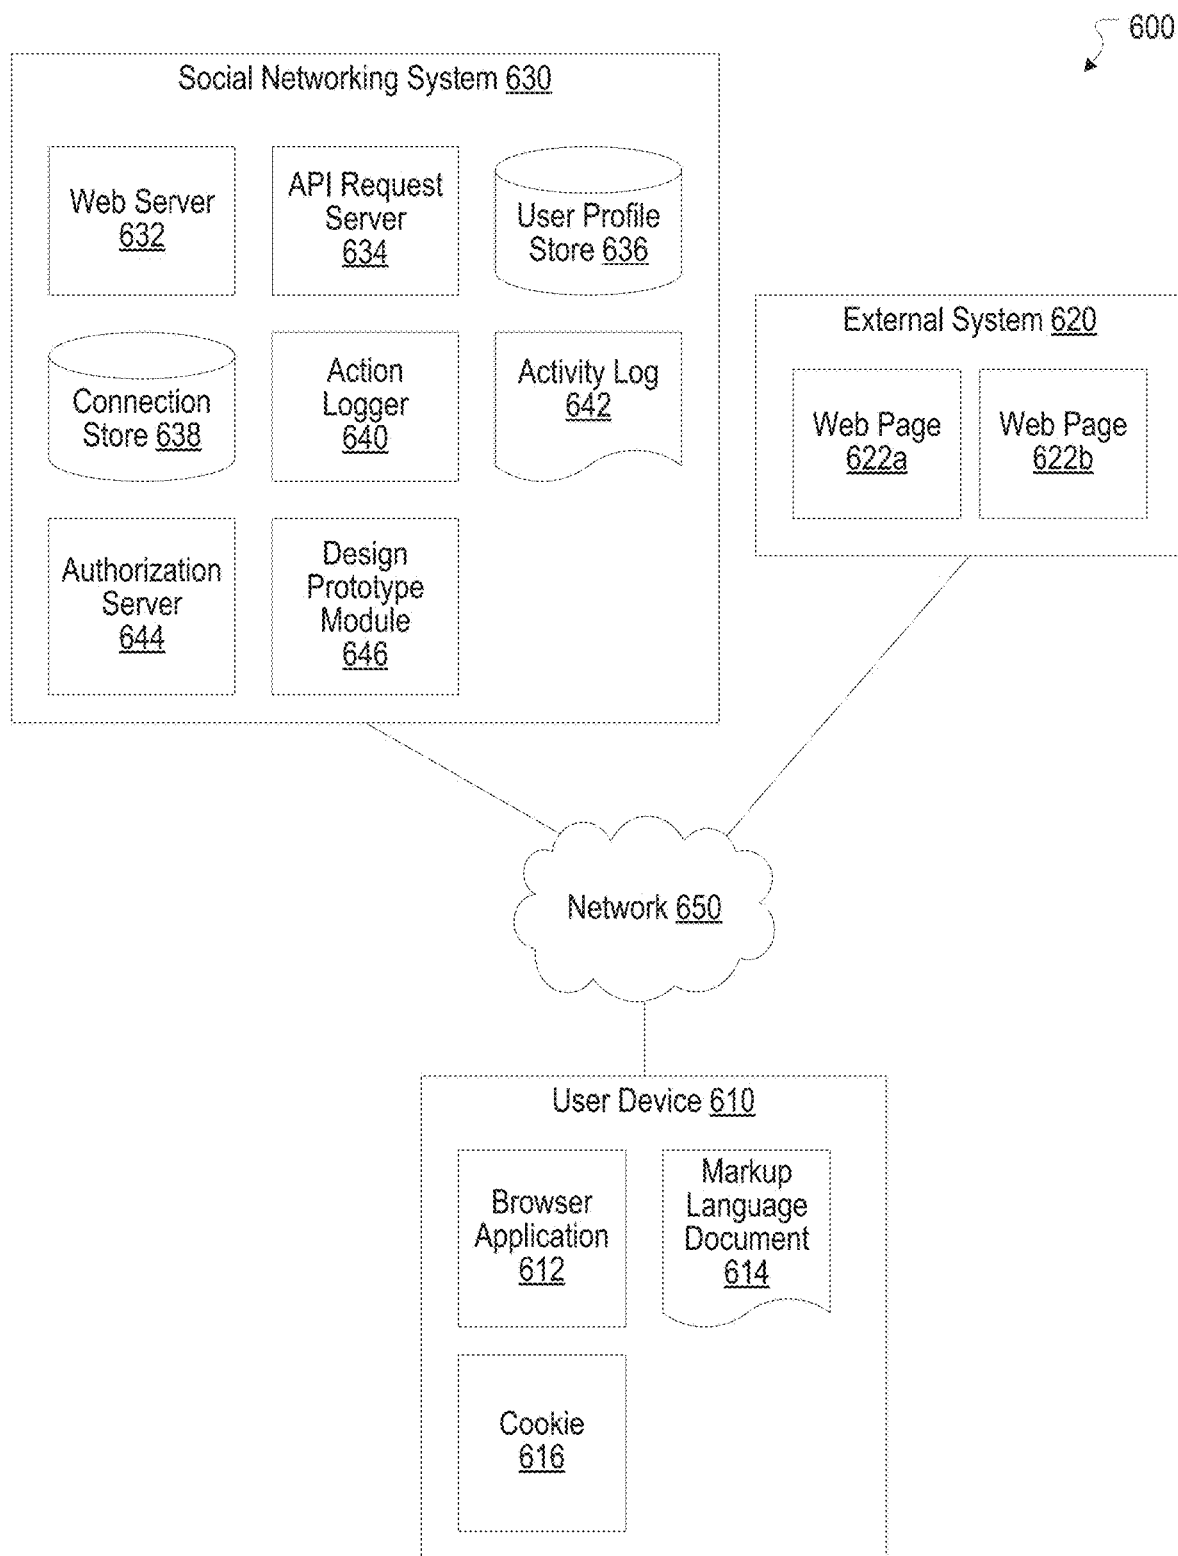 600
Social Networking System 630
Web Server
632
API Request
Server
634
User Profile
Store 636
Connection
Store 638
Action
Logger
640
Activity Log
642
Authorization
Server
644
Design
Prototype
Module
646
External System 620
Web Page
622a
Web Page
622b
Network 650
User Device 610
Browser
Application
612
Markup
Language
Document
614
Cookie
616